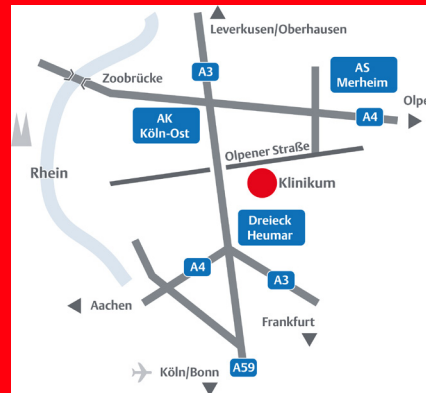 Leverkusen/Oberhausen
A3
Zoobrücke
AS
Merheim
AK
Köln-Ost
A4
Olpe
Olpener Straße
Rhein
Klinikum
Dreieck
Heumar
A4
A3
Aachen
Frankfurt
Köln/Bonn
A59